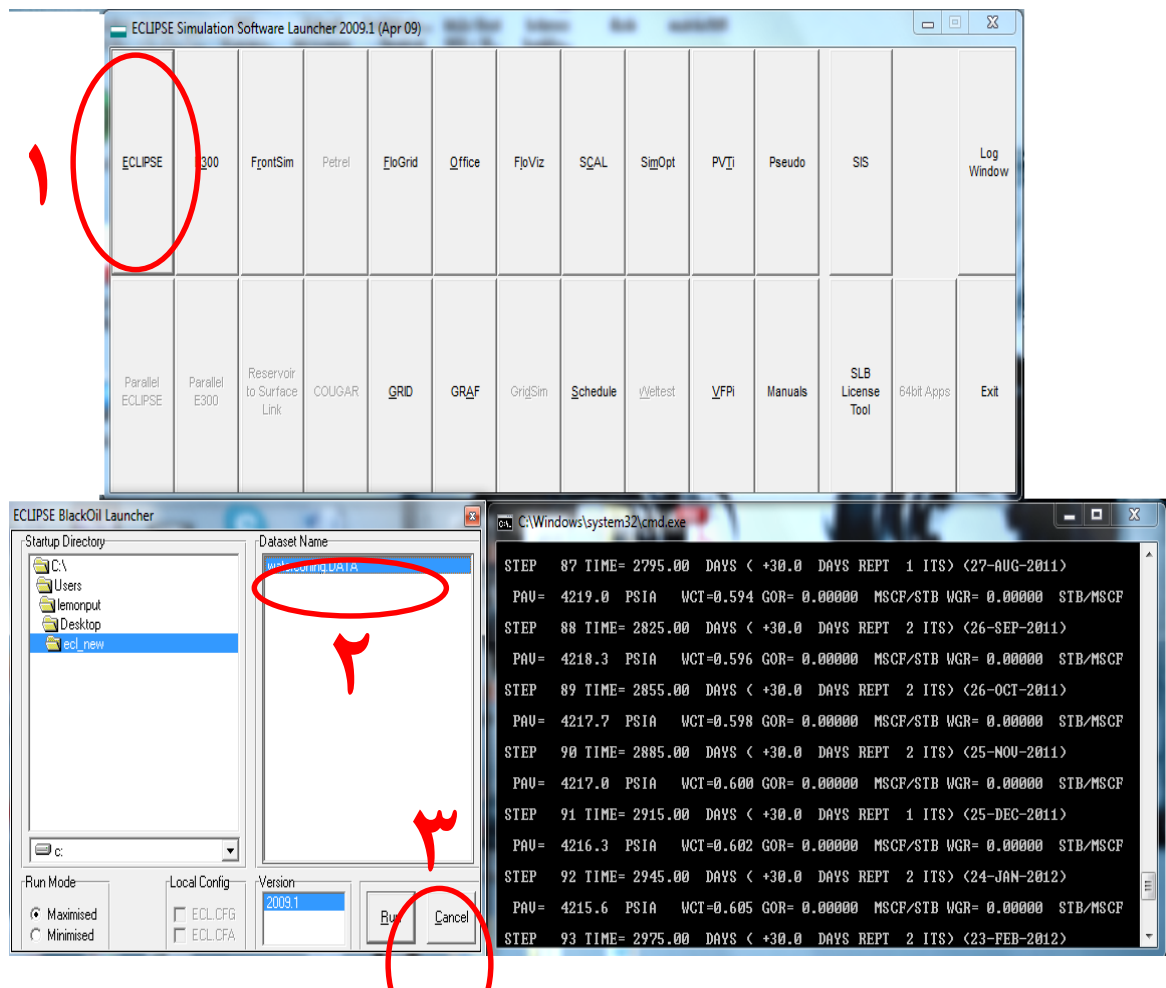 ECLIPSE Simulation Software Launcher 2009.1 (Apr 09)
ECLIPSE
E300
FrontSim
Petrel
FloGrid
Office
FloViz
SCAL
SimOpt
PVTi
Pseudo
SIS
Log
Window
Parallel
ECLIPSE
Parallel
E300
Reservoir
to Surface
Link
COUGAR
GRID
GRAF
GridSim
Schedule
Weltest
VFPi
Manuals
SLB
License
Tool
64bit Apps
Exit
١
ECLIPSE BlackOil Launcher
Startup Directory
C:\
Users
lemonput
Desktop
ecl_new
c:
Dataset Name
waterconing.DATA
٢
٣
Run Mode
Maximised
Minimised
Local Config
ECL.CFG
ECL.CFA
Version
2009.1
Run
Cancel
C:\Windows\system32\cmd.exe
STEP 87 TIME= 2795.00 DAYS ( +30.0 DAYS REPT 1 ITS) (27-AUG-2011)
PAV= 4219.0 PSIA WCT=0.594 GOR= 0.00000 MSCF/STB WGR= 0.00000 STB/MSCF
STEP 88 TIME= 2825.00 DAYS ( +30.0 DAYS REPT 2 ITS) (26-SEP-2011)
PAV= 4218.3 PSIA WCT=0.596 GOR= 0.00000 MSCF/STB WGR= 0.00000 STB/MSCF
STEP 89 TIME= 2855.00 DAYS ( +30.0 DAYS REPT 2 ITS) (26-OCT-2011)
PAV= 4217.7 PSIA WCT=0.598 GOR= 0.00000 MSCF/STB WGR= 0.00000 STB/MSCF
STEP 90 TIME= 2885.00 DAYS ( +30.0 DAYS REPT 2 ITS) (25-NOV-2011)
PAV= 4217.0 PSIA WCT=0.600 GOR= 0.00000 MSCF/STB WGR= 0.00000 STB/MSCF
STEP 91 TIME= 2915.00 DAYS ( +30.0 DAYS REPT 1 ITS) (25-DEC-2011)
PAV= 4216.3 PSIA WCT=0.602 GOR= 0.00000 MSCF/STB WGR= 0.00000 STB/MSCF
STEP 92 TIME= 2945.00 DAYS ( +30.0 DAYS REPT 2 ITS) (24-JAN-2012)
PAV= 4215.6 PSIA WCT=0.605 GOR= 0.00000 MSCF/STB WGR= 0.00000 STB/MSCF
STEP 93 TIME= 2975.00 DAYS ( +30.0 DAYS REPT 2 ITS) (23-FEB-2012)